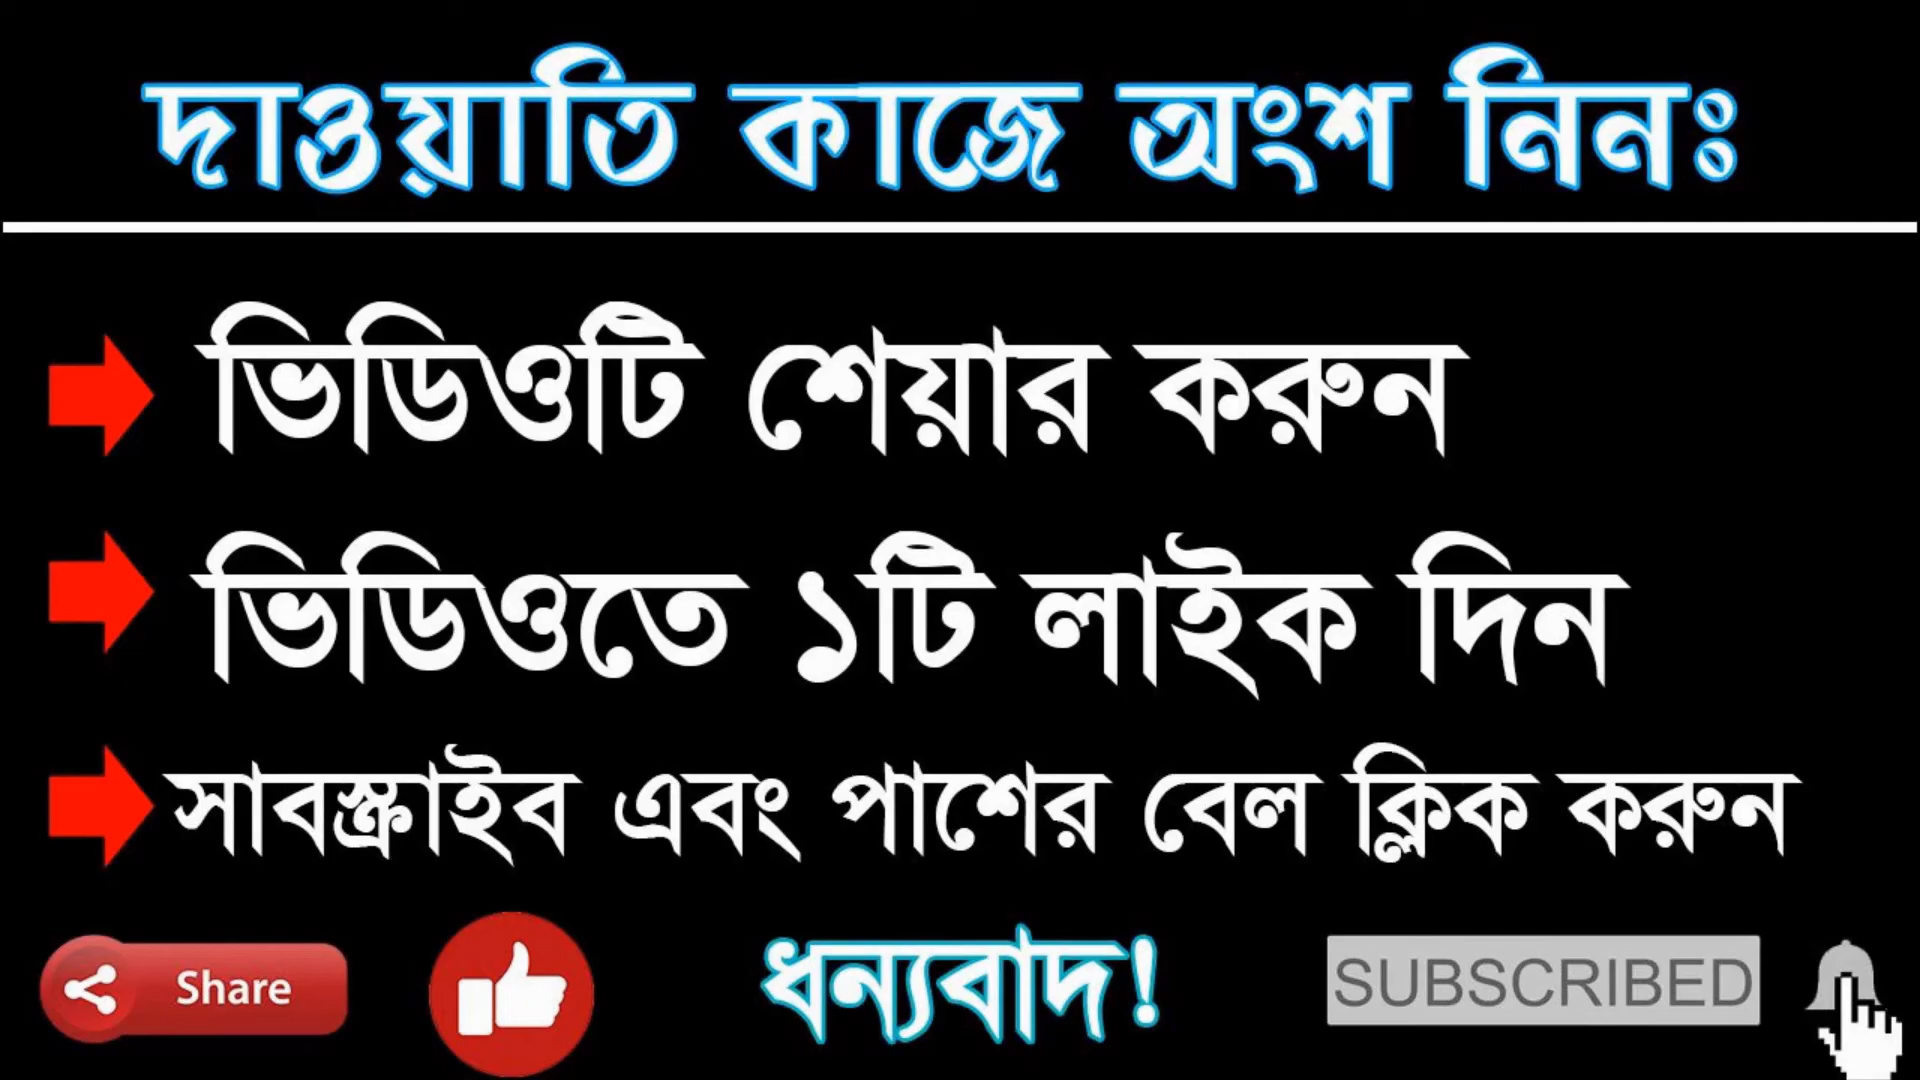 দাওয়াতি কাজে অংশ নিনঃ
ভিডিওটি শেয়ার করুন
ভিডিওতে ১টি লাইক দিন
সাবস্ক্রাইব এবং পাশের বেল ক্লিক করুন
Share
ধন্যবাদ!
SUBSCRIBED